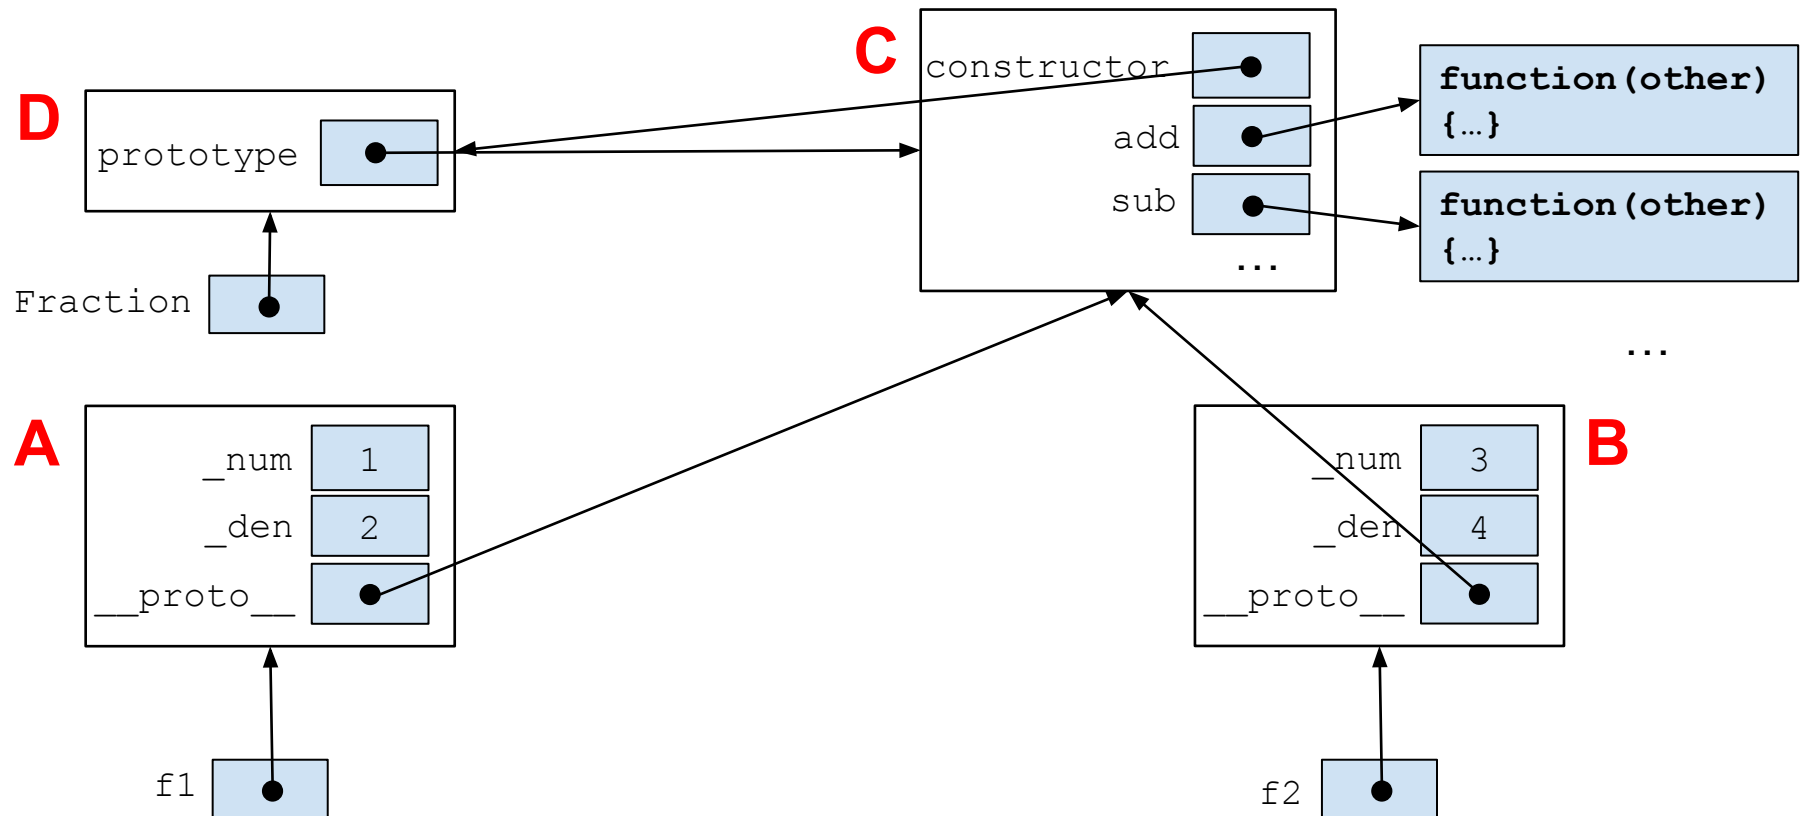 C
constructor
function(other)
{…}
D
prototype
add
sub
function(other)
{…}
...
Fraction
...
A
_num 1
_den 2
__proto__
B
_num 3
_den 4
__proto__
f1
f2